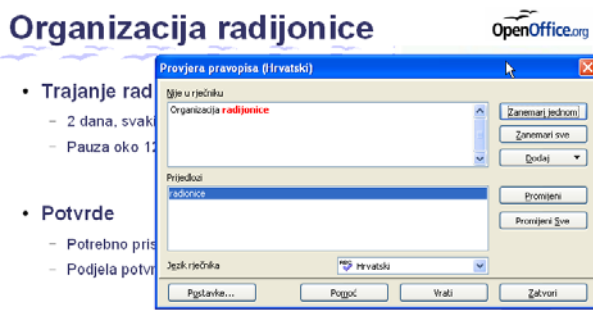 Organizacija radijonice
OpenOffice.org
Provjera pravopisa (Hrvatski)
• Trajanje rad
– 2 dana, svaki
– Pauza oko 12
• Potvrde
– Potrebno pris
– Podjela potvr
Nije u rječniku
Organizacija radijonice
Zanemari jednom
Zanemari sve
Dodaj
Prijedlozi
radionice
Promijeni
Promijeni Sve
Jezik rječnika
Hrvatski
Postavke...
Pomoć
Vrati
Zatvori